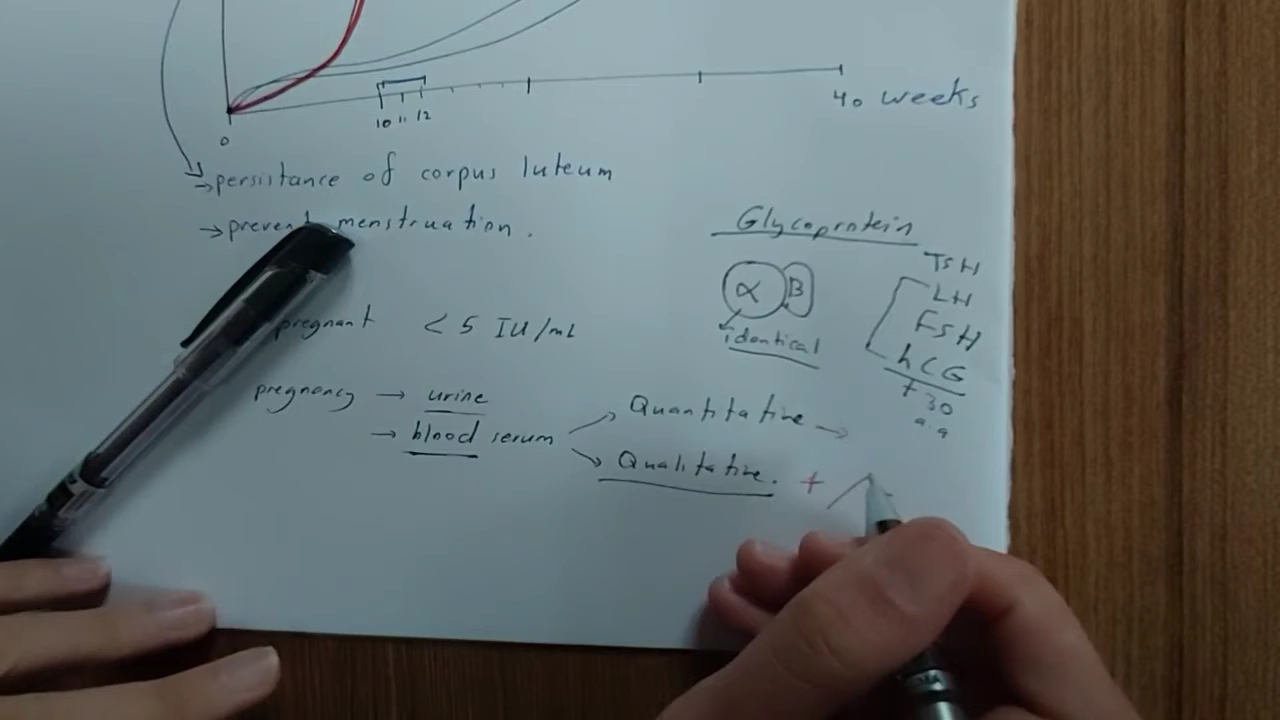 40 weeks
10 11 12
0
→ persistance of corpus luteum
→ prevent menstruation.
Glycoprotein
TSH
LH
FSH
hCG
+ 30
a.a
α B
identical
pregnant < 5 IU/mL
pregnancy → urine
→ blood serum
Quantitative →
Qualitative. +